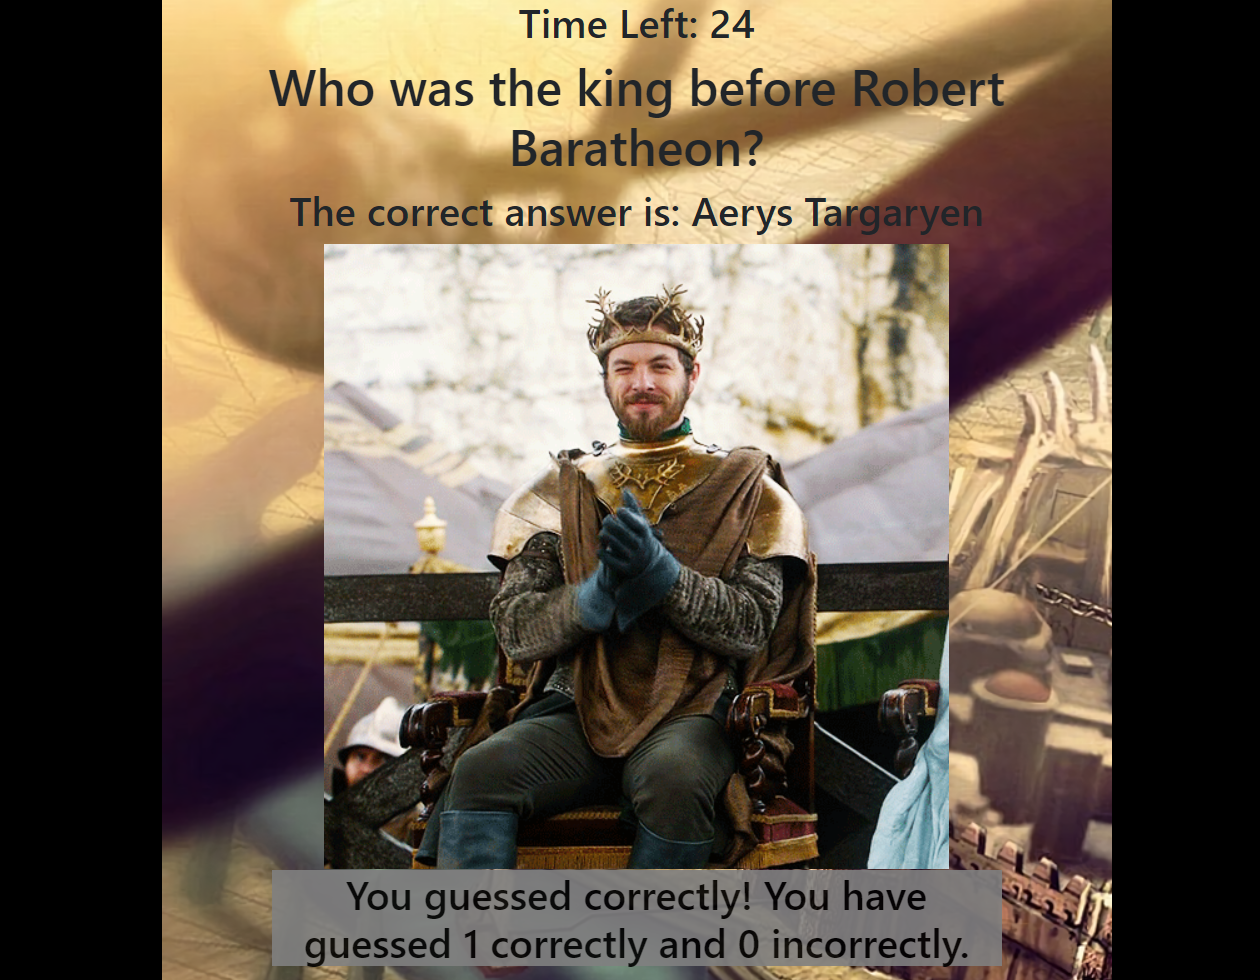 Time Left: 24
Who was the king before Robert
Baratheon?
The correct answer is: Aerys Targaryen
You guessed correctly! You have
guessed 1 correctly and 0 incorrectly.